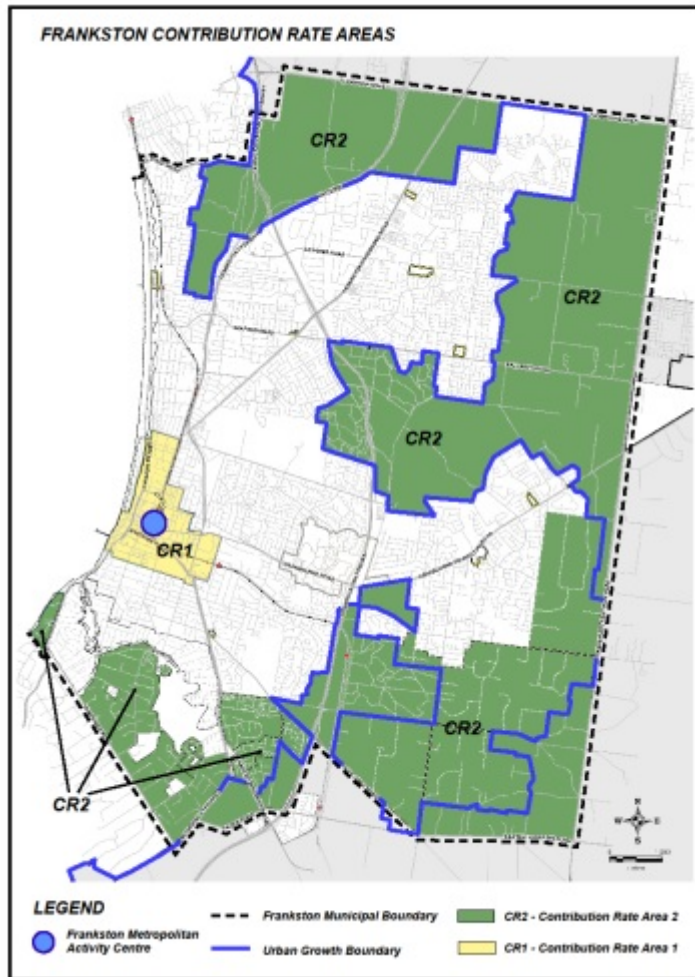 FRANKSTON CONTRIBUTION RATE AREAS
CR2
CR2
CR2
CR1
CR2
CR2
N
W E
S
LEGEND
Frankston Metropolitan
Activity Centre
Frankston Municipal Boundary
Urban Growth Boundary
CR2 - Contribution Rate Area 2
CR1 - Contribution Rate Area 1